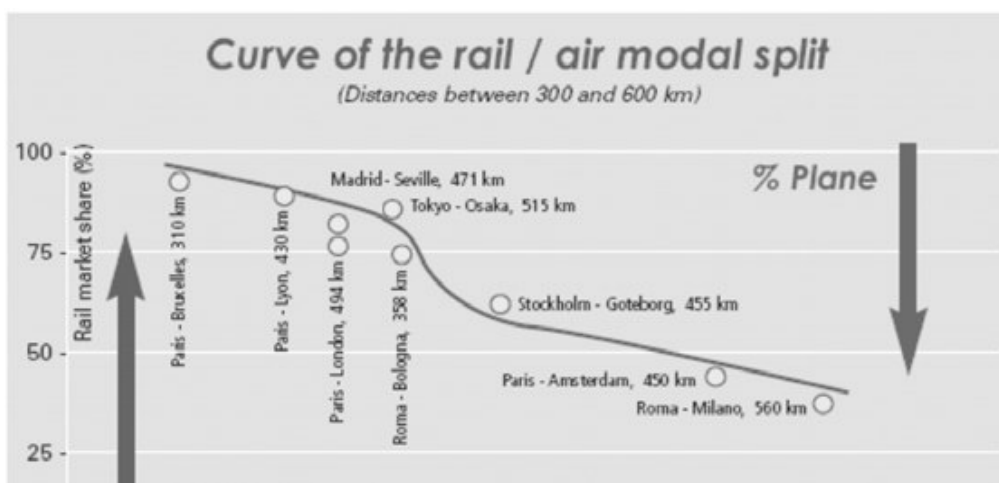 Curve of the rail / air modal split
(Distances between 300 and 600 km)
100
Rail market share (%)
% Plane
Madrid - Seville, 471 km
Tokyo - Osaka, 515 km
75
Paris - Bruxelles, 310 km
Paris - Lyon, 430 km
Paris - London, 494 km
Roma - Bologna, 358 km
Stockholm - Goteborg, 455 km
50
Paris - Amsterdam, 450 km
Roma - Milano, 560 km
25